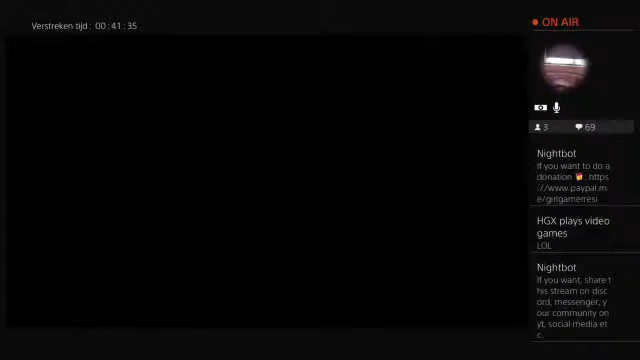 Verstreken tijd : 00 : 41 : 35
ON AIR
3
69
Nightbot
If you want to do a
donation 🎁 : https
://www.paypal.m
e/girlgamerresi
HGX plays video
games
LOL
Nightbot
If you want, share t
his stream on disc
ord, messenger, y
our community on
yt, social media et
c.